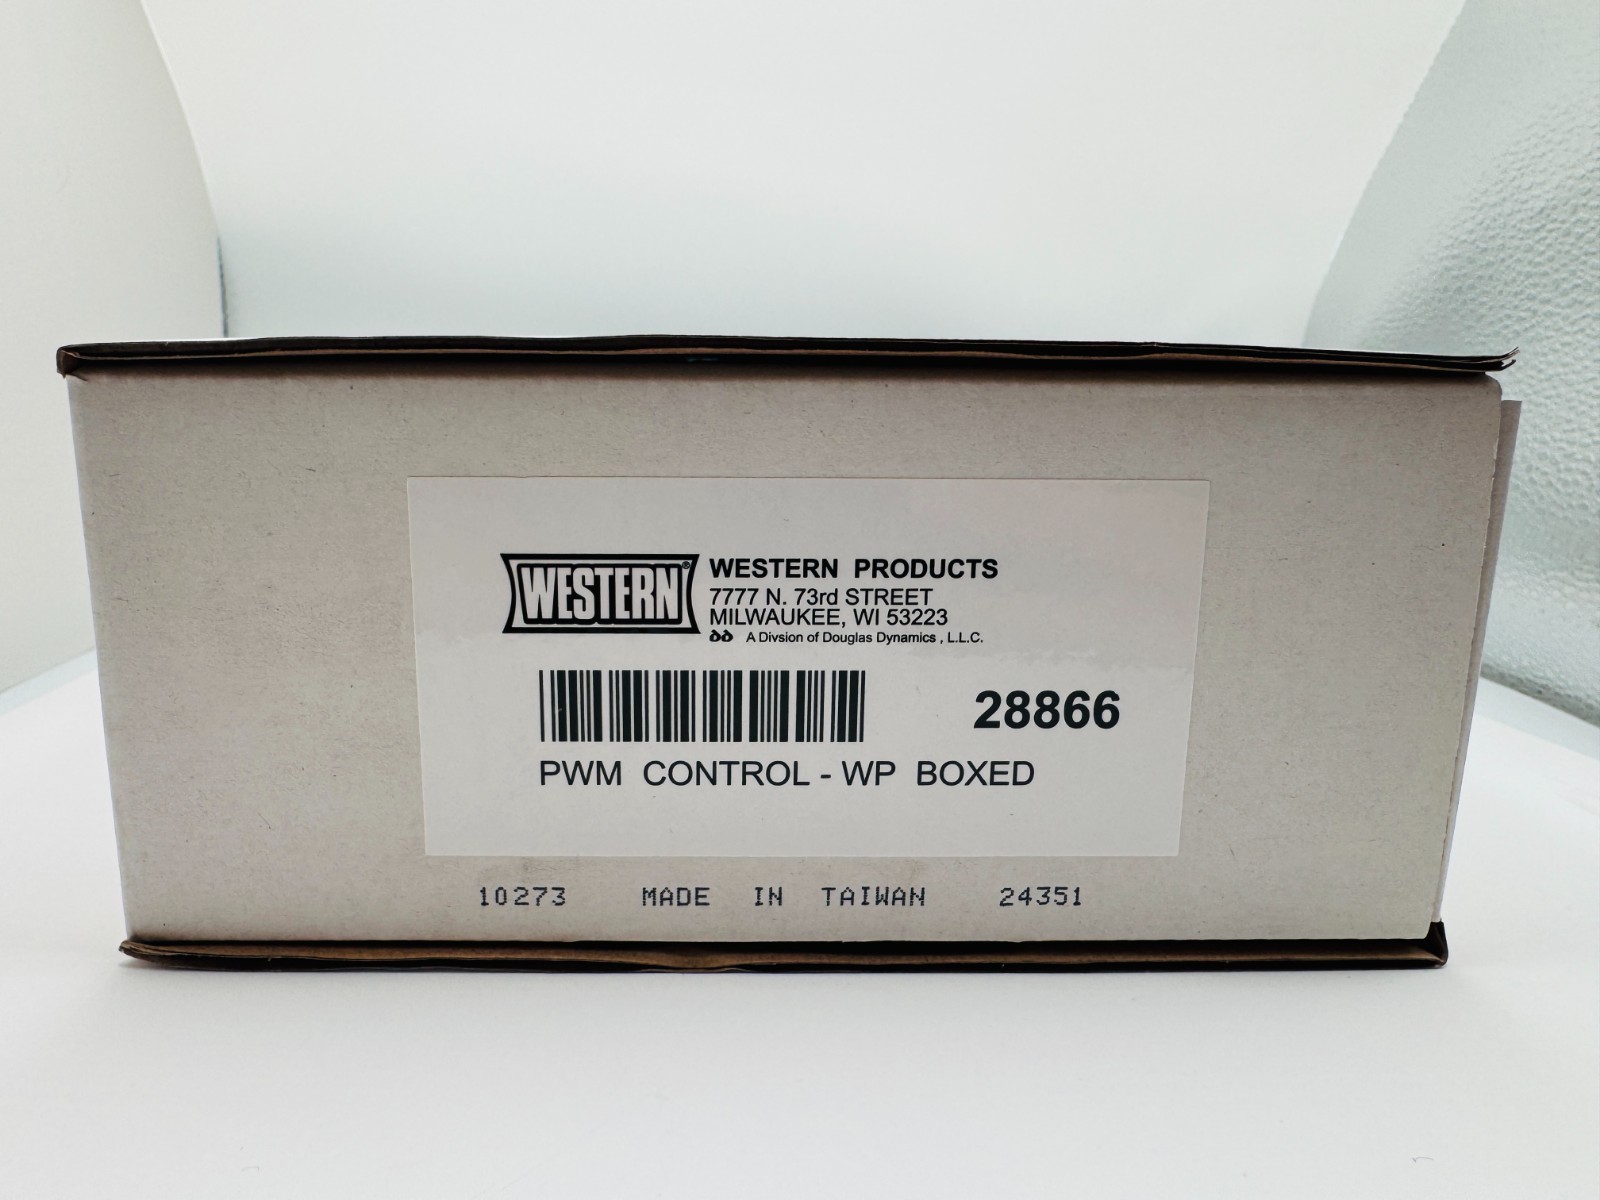 WESTERN®
WESTERN PRODUCTS
7777 N. 73rd STREET
MILWAUKEE, WI 53223
A Divsion of Douglas Dynamics , L.L.C.
28866
PWM CONTROL - WP BOXED
10273 MADE IN TAIWAN 24351